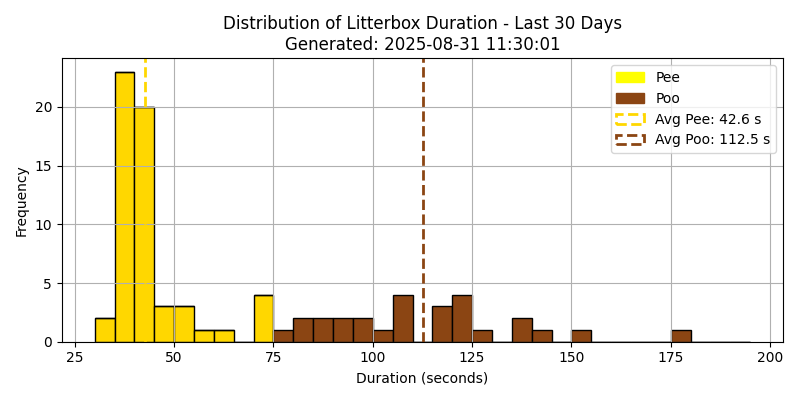 Distribution of Litterbox Duration - Last 30 Days
Generated: 2025-08-31 11:30:01
Pee
Poo
Avg Pee: 42.6 s
Avg Poo: 112.5 s
20
15
10
5
0
Frequency
25 50 75 100 125 150 175 200
Duration (seconds)